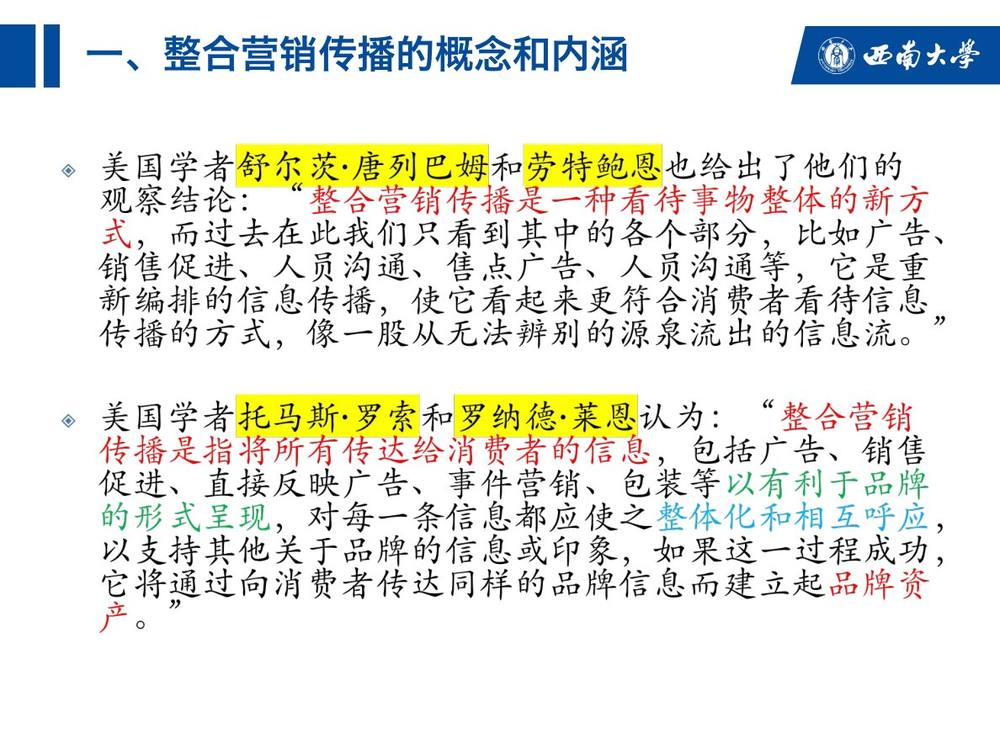 一、整合营销传播的概念和内涵
西南大学
美国学者舒尔茨·唐列巴姆和劳特鲍恩也给出了他们的
观察结论：“整合营销传播是一种看待事物整体的新方
式，而过去在此我们只看到其中的各个部分，比如广告、
销售促进、人员沟通、售点广告、人员沟通等，它是重
新编排的信息传播，使它看起来更符合消费者看待信息
传播的方式，像一股从无法辨别的源泉流出的信息流。”
美国学者托马斯·罗索和罗纳德·莱恩认为：“整合营销
传播是指将所有传达给消费者的信息，包括广告、销售
促进、直接反映广告、事件营销、包装等以有利于品牌
的形式呈现，对每一条信息都应使之整体化和相互呼应，
以支持其他关于品牌的信息或印象，如果这一过程成功，
它将通过向消费者传达同样的品牌信息而建立起品牌资
产。”